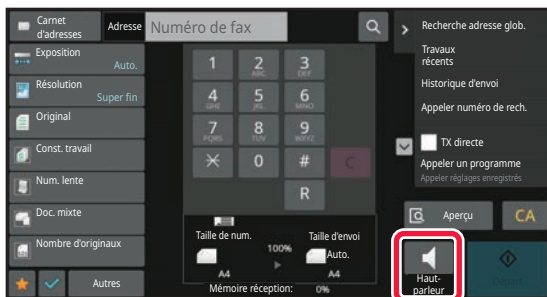 Carnet
d'adresses
Adresse
Numéro de fax
Recherche adresse glob.
Travaux
récents
Historique d'envoi
Appeler numéro de rech.
TX directe
Appeler un programme
Appeler réglages enregistrés
Exposition
Auto.
Résolution
Super fin
Original
Const. travail
Num. lente
Doc. mixte
Nombre d'originaux
Autres
1
2
ABC
3
DEF
4
GHI
5
JKL
6
MNO
7
PQRS
8
TUV
9
WXYZ
0
#
C
R
Taille de num.
Taille d'envoi
100%
Auto.
A4
A4
Mémoire réception: 0%
Aperçu
CA
Haut-
parleur